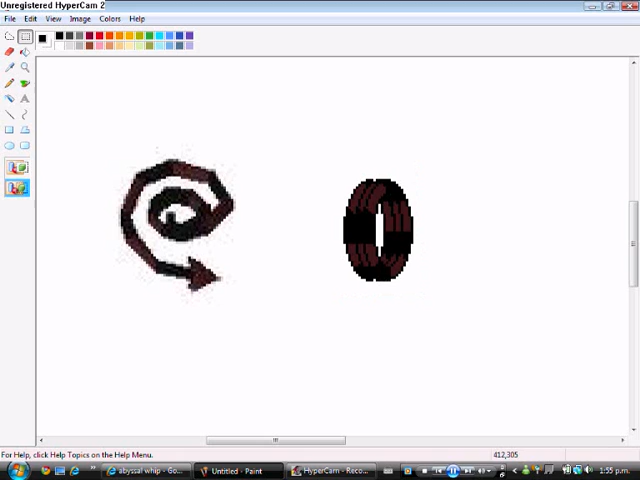 Unregistered HyperCam 2
File Edit View Image Colors Help
For Help, click Help Topics on the Help Menu.
412,305
abyssal whip - Goo...
Untitled - Paint
HyperCam - Reco...
1:55 p.m.